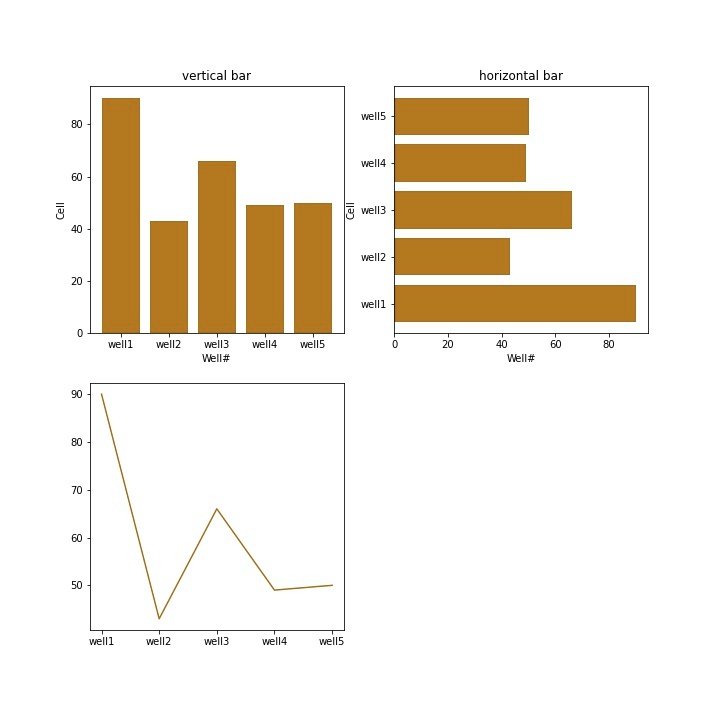 vertical bar
Cell
80
60
40
20
0
well1 well2 well3 well4 well5
Well#
horizontal bar
Cell
well5
well4
well3
well2
well1
0 20 40 60 80
Well#
90
80
70
60
50
well1 well2 well3 well4 well5